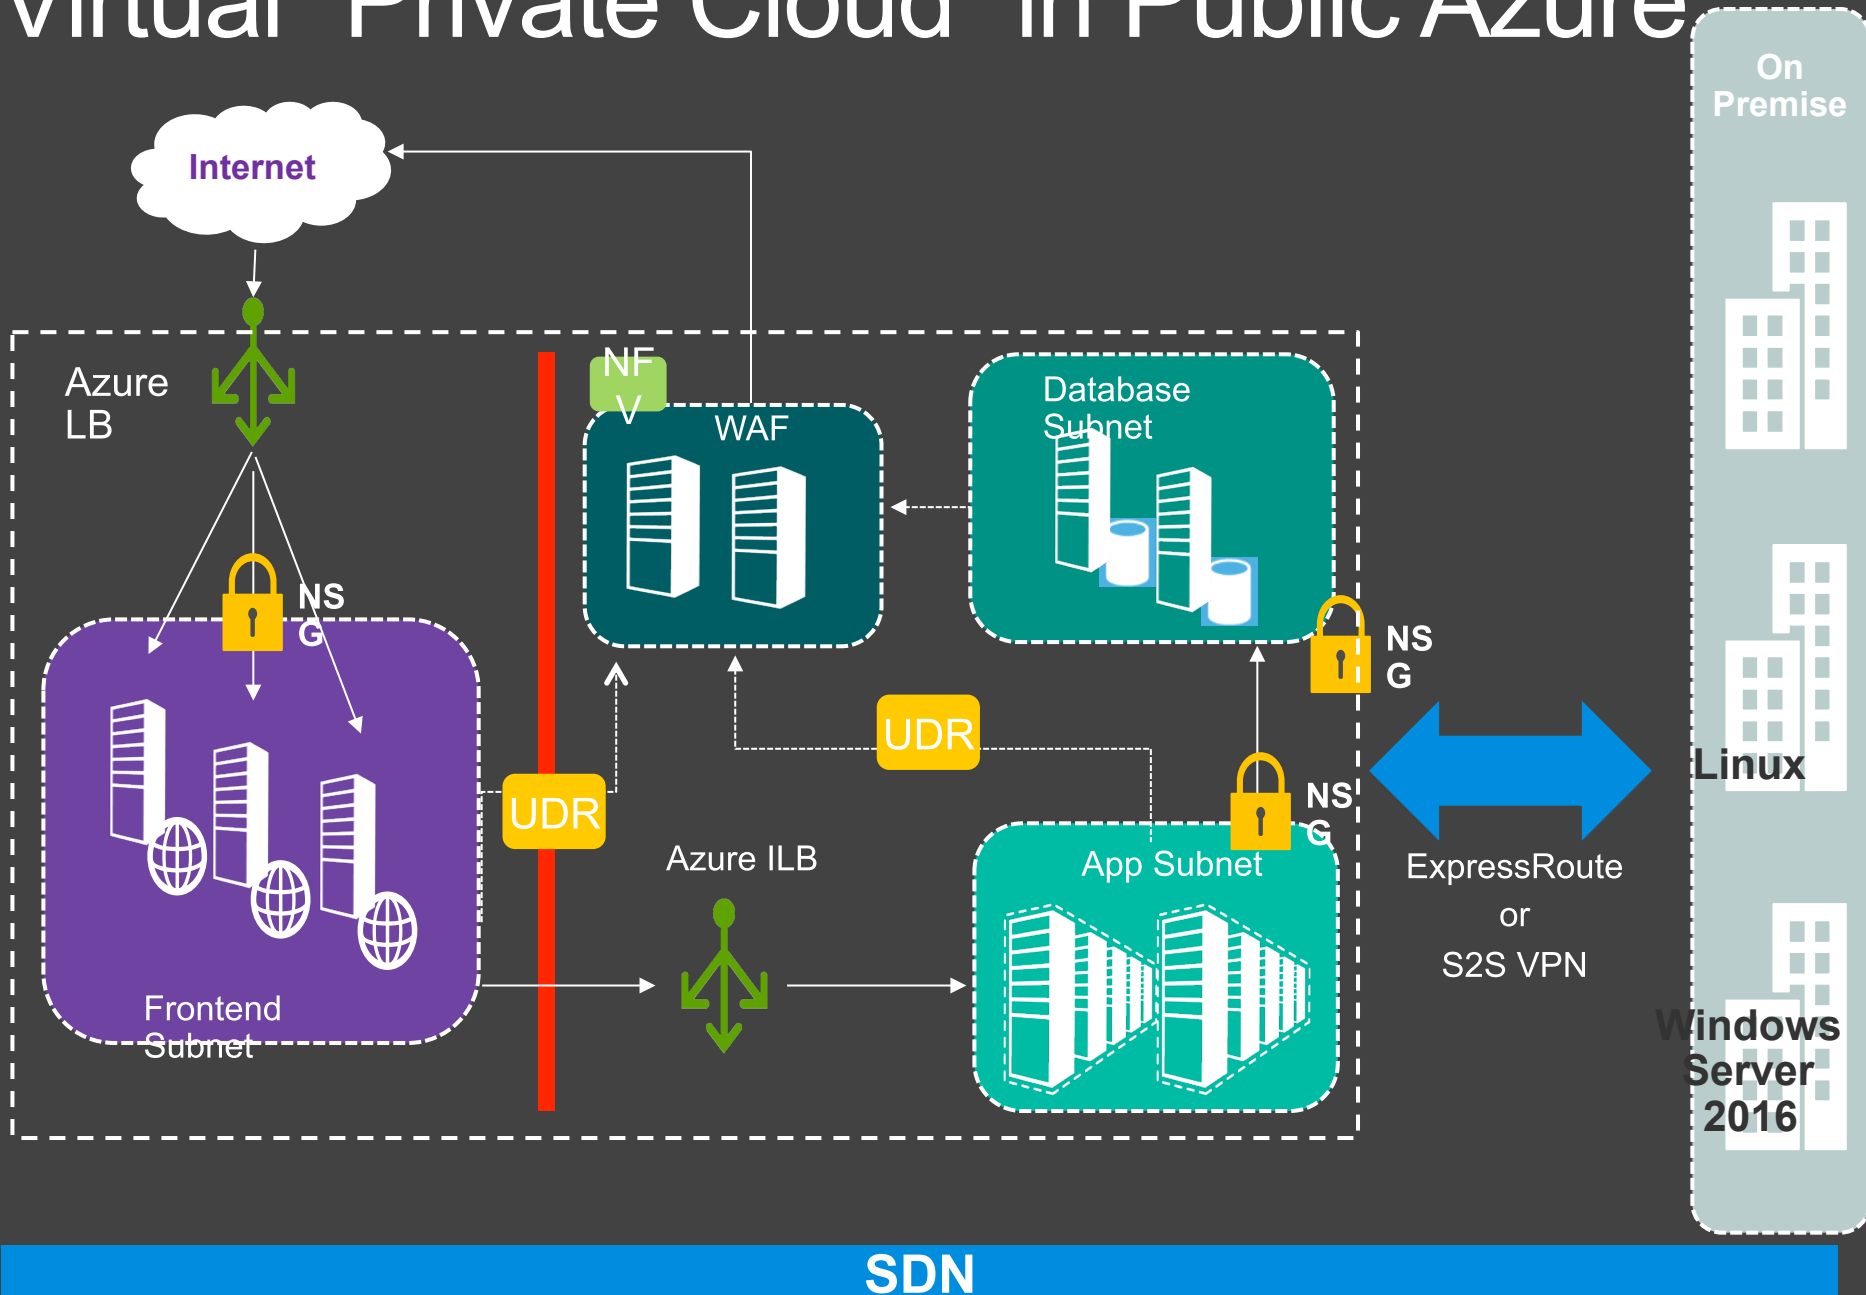 Virtual "Private Cloud" in Public Azure
On
Premise
Internet
Azure
LB
NF
V
WAF
Database
Subnet
NS
G
NS
G
UDR
UDR
NS
G
Azure ILB
App Subnet
Linux
ExpressRoute
or
S2S VPN
Frontend
Subnet
Windows
Server
2016
SDN